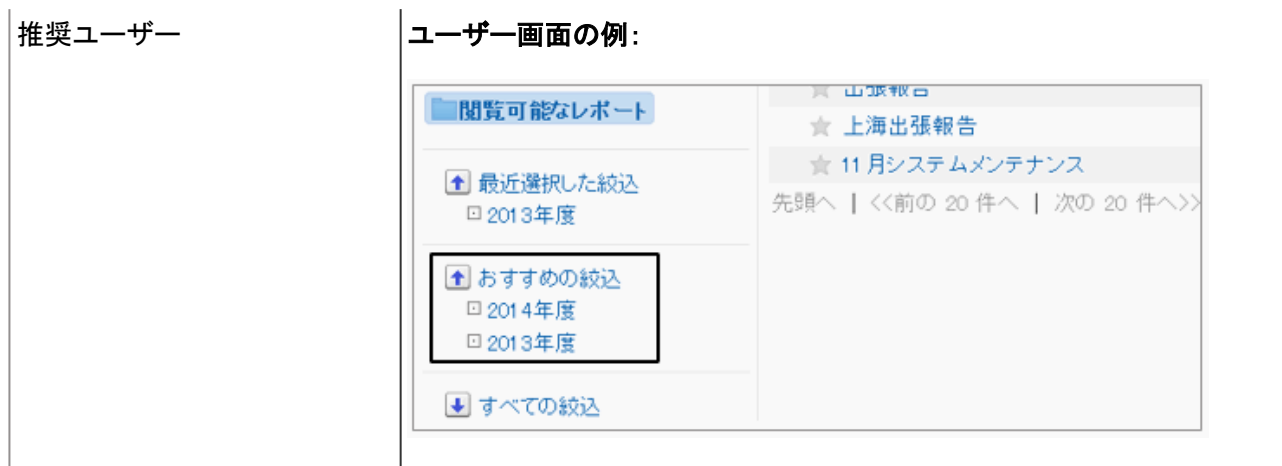 推奨ユーザー
ユーザー画面の例：
閲覧可能なレポート
最近選択した絞込
2013年度
おすすめの絞込
2014年度
2013年度
すべての絞込
出張報告
上海出張報告
11 月システムメンテナンス
先頭へ | <<前の 20 件へ | 次の 20 件へ>>